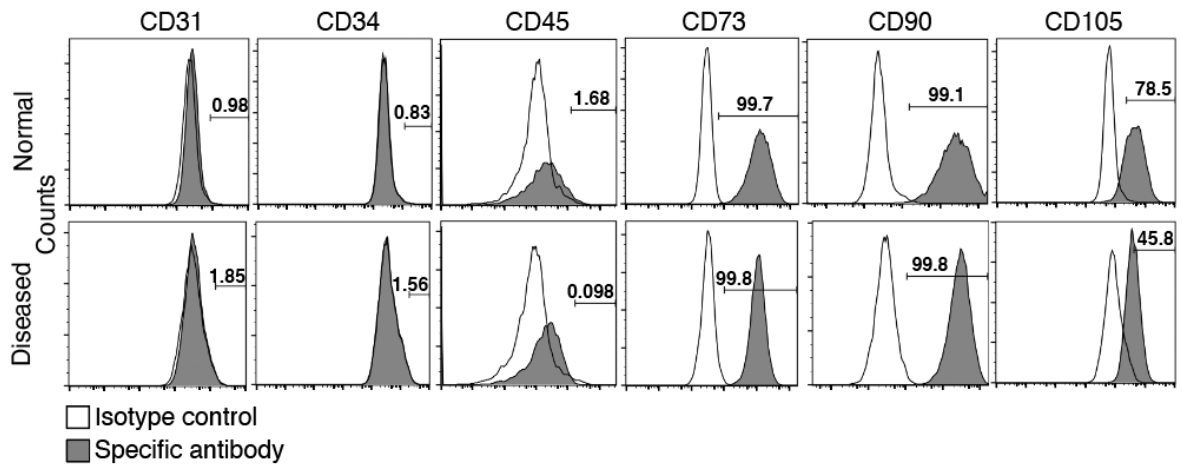 CD31 CD34 CD45 CD73 CD90 CD105
Normal
0.98 0.83 1.68 99.7 99.1 78.5
Counts
Diseased
1.85 1.56 0.098 99.8 99.8 45.8
Isotype control
Specific antibody